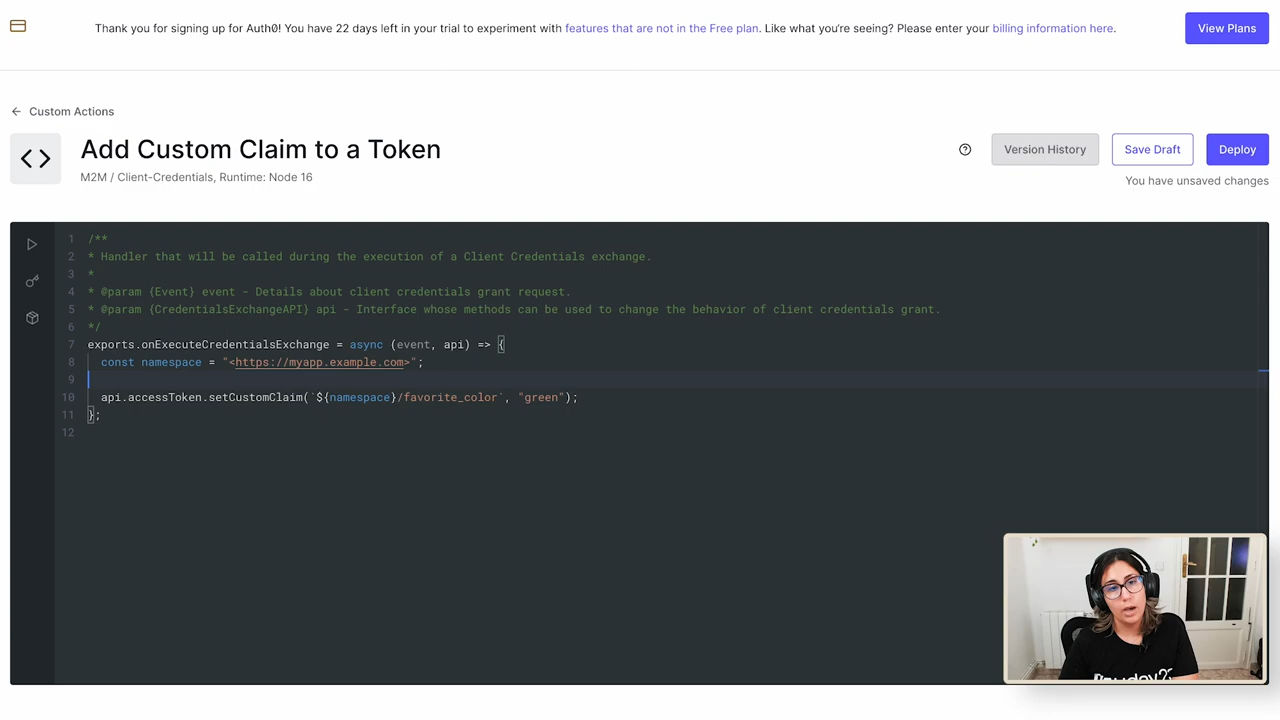 Thank you for signing up for Auth0! You have 22 days left in your trial to experiment with features that are not in the Free plan. Like what you're seeing? Please enter your billing information here.
View Plans
Custom Actions
Add Custom Claim to a Token
M2M / Client-Credentials, Runtime: Node 16
Version History
Save Draft
Deploy
You have unsaved changes
1 /**
2 * Handler that will be called during the execution of a Client Credentials exchange.
3 *
4 * @param {Event} event - Details about client credentials grant request.
5 * @param {CredentialsExchangeAPI} api - Interface whose methods can be used to change the behavior of client credentials grant.
6 */
7 exports.onExecuteCredentialsExchange = async (event, api) => {
8 const namespace = "<https://myapp.example.com>";
9
10 api.accessToken.setCustomClaim(`${namespace}/favorite_color`, "green");
11 };
12